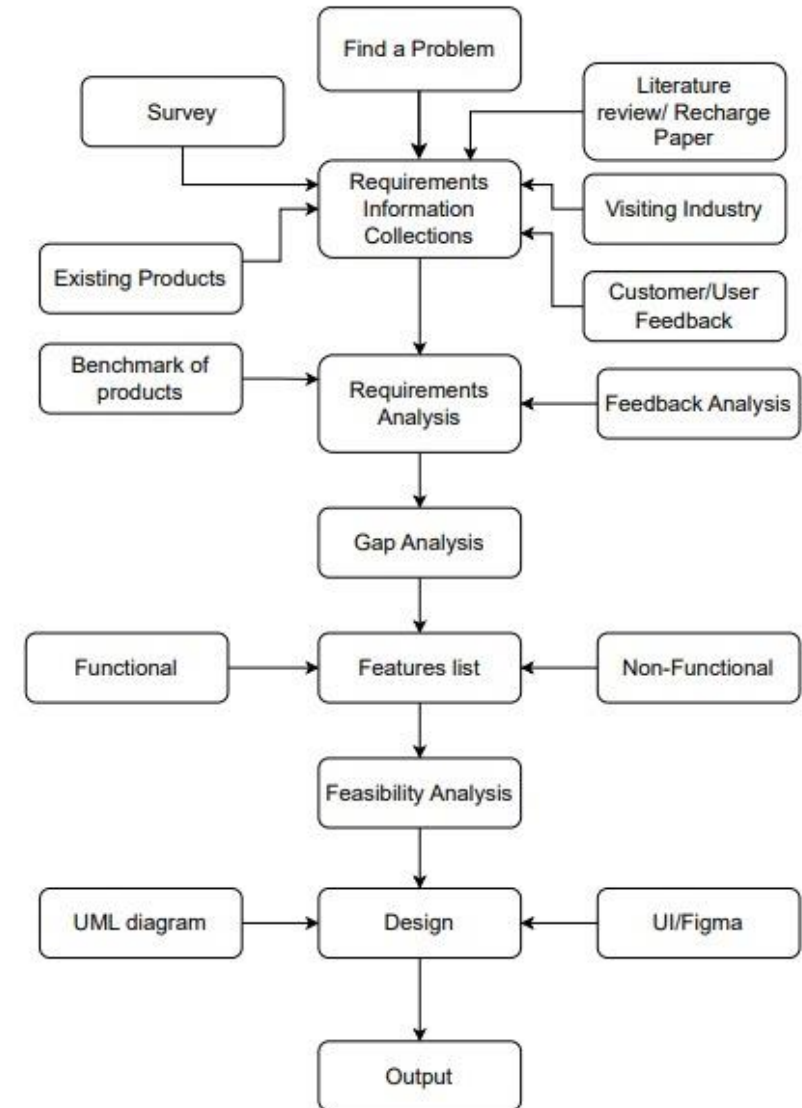 Find a Problem
Survey
Literature
review/ Recharge
Paper
Requirements
Information
Collections
Visiting Industry
Existing Products
Customer/User
Feedback
Benchmark of
products
Requirements
Analysis
Feedback Analysis
Gap Analysis
Functional
Features list
Non-Functional
Feasibility Analysis
UML diagram
Design
UI/Figma
Output